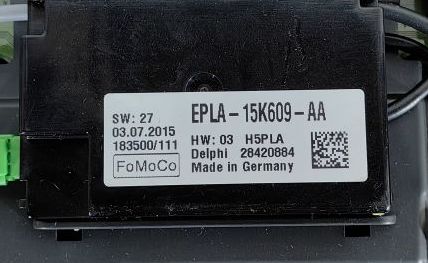 SW: 27
03.07.2015
183500/111
FoMoCo
EPLA-15K609-AA
HW: 03 H5PLA
Delphi 28420884
Made in Germany